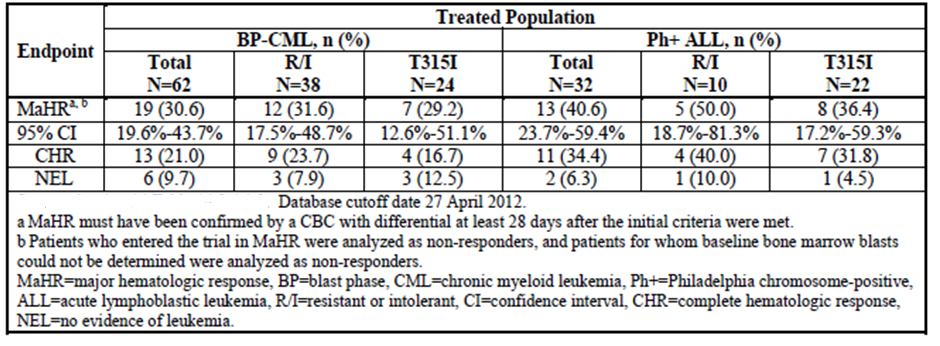 Endpoint Treated Population
BP-CML, n (%) Ph+ ALL, n (%)
Total N=62 R/I N=38 T315I N=24 Total N=32 R/I N=10 T315I N=22
MaHRa, b 19 (30.6) 12 (31.6) 7 (29.2) 13 (40.6) 5 (50.0) 8 (36.4)
95% CI 19.6%-43.7% 17.5%-48.7% 12.6%-51.1% 23.7%-59.4% 18.7%-81.3% 17.2%-59.3%
CHR 13 (21.0) 9 (23.7) 4 (16.7) 11 (34.4) 4 (40.0) 7 (31.8)
NEL 6 (9.7) 3 (7.9) 3 (12.5) 2 (6.3) 1 (10.0) 1 (4.5)
Database cutoff date 27 April 2012.
a MaHR must have been confirmed by a CBC with differential at least 28 days after the initial criteria were met.
b Patients who entered the trial in MaHR were analyzed as non-responders, and patients for whom baseline bone marrow blasts
could not be determined were analyzed as non-responders.
MaHR=major hematologic response, BP=blast phase, CML=chronic myeloid leukemia, Ph+=Philadelphia chromosome-positive,
ALL=acute lymphoblastic leukemia, R/I=resistant or intolerant, CI=confidence interval, CHR=complete hematologic response,
NEL=no evidence of leukemia.